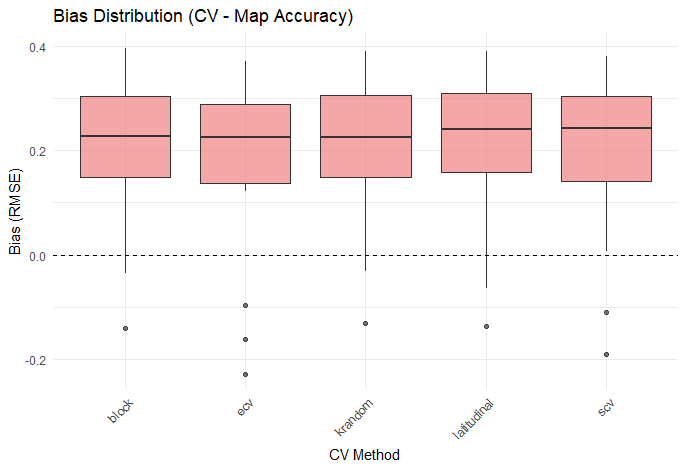 Bias Distribution (CV - Map Accuracy)
Bias (RMSE)
0.4
0.2
0.0
-0.2
block
ecv
krandom
latitudinal
scv
CV Method